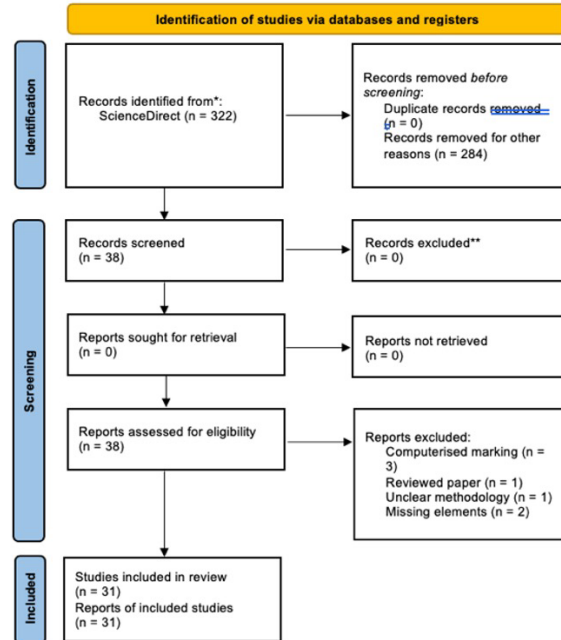 Identification of studies via databases and registers
Identification
Records identified from*:
ScienceDirect (n = 322)
Records removed before
screening:
Duplicate records removed
(n = 0)
Records removed for other
reasons (n = 284)
Screening
Records screened
(n = 38)
Records excluded**
(n = 0)
Reports sought for retrieval
(n = 0)
Reports not retrieved
(n = 0)
Reports assessed for eligibility
(n = 38)
Reports excluded:
Computerised marking (n =
3)
Reviewed paper (n = 1)
Unclear methodology (n = 1)
Missing elements (n = 2)
Included
Studies included in review
(n = 31)
Reports of included studies
(n = 31)